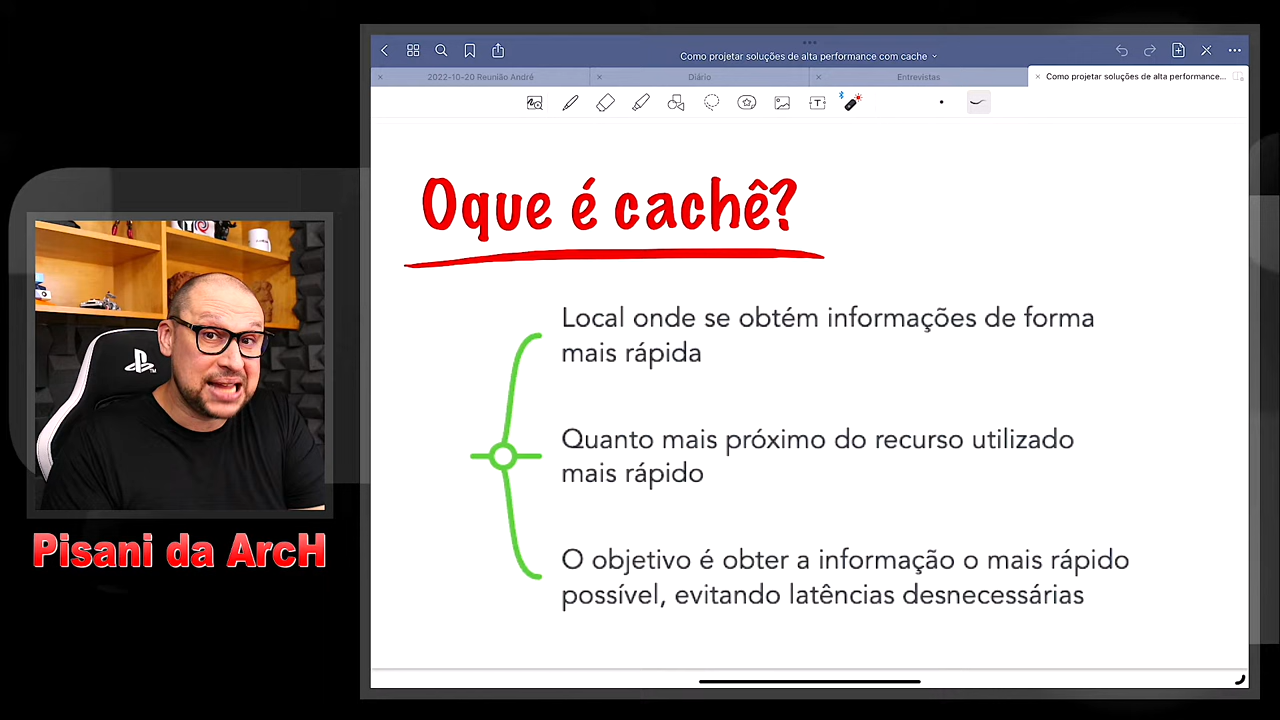 Como projetar soluções de alta performance com cache
2022-10-20 Reunião André
Diário
Entrevistas
Como projetar soluções de alta performance...
Oque é cachê?
Local onde se obtém informações de forma
mais rápida
Quanto mais próximo do recurso utilizado
mais rápido
O objetivo é obter a informação o mais rápido
possível, evitando latências desnecessárias
Pisani da ArcH